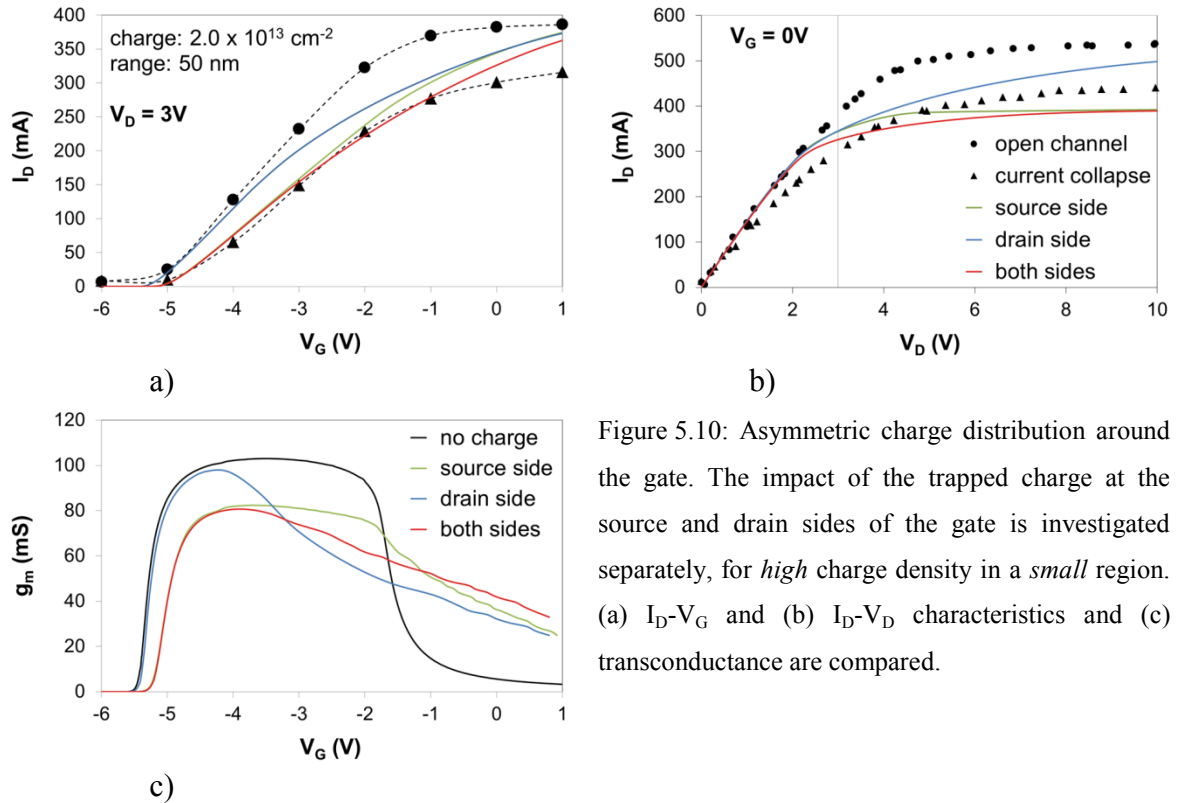 400
350
300
250
200
150
100
50
0
I_D (mA)
charge: 2.0 x 10^13 cm^-2
range: 50 nm
V_D = 3V
-6 -5 -4 -3 -2 -1 0 1
V_G (V)
a)
600
500
400
300
200
100
0
I_D (mA)
V_G = 0V
open channel
current collapse
source side
drain side
both sides
0 2 4 6 8 10
V_D (V)
b)
120
100
80
60
40
20
0
g_m (mS)
no charge
source side
drain side
both sides
-6 -5 -4 -3 -2 -1 0 1
V_G (V)
c)
Figure 5.10: Asymmetric charge distribution around
the gate. The impact of the trapped charge at the
source and drain sides of the gate is investigated
separately, for high charge density in a small region.
(a) I_D-V_G and (b) I_D-V_D characteristics and (c)
transconductance are compared.